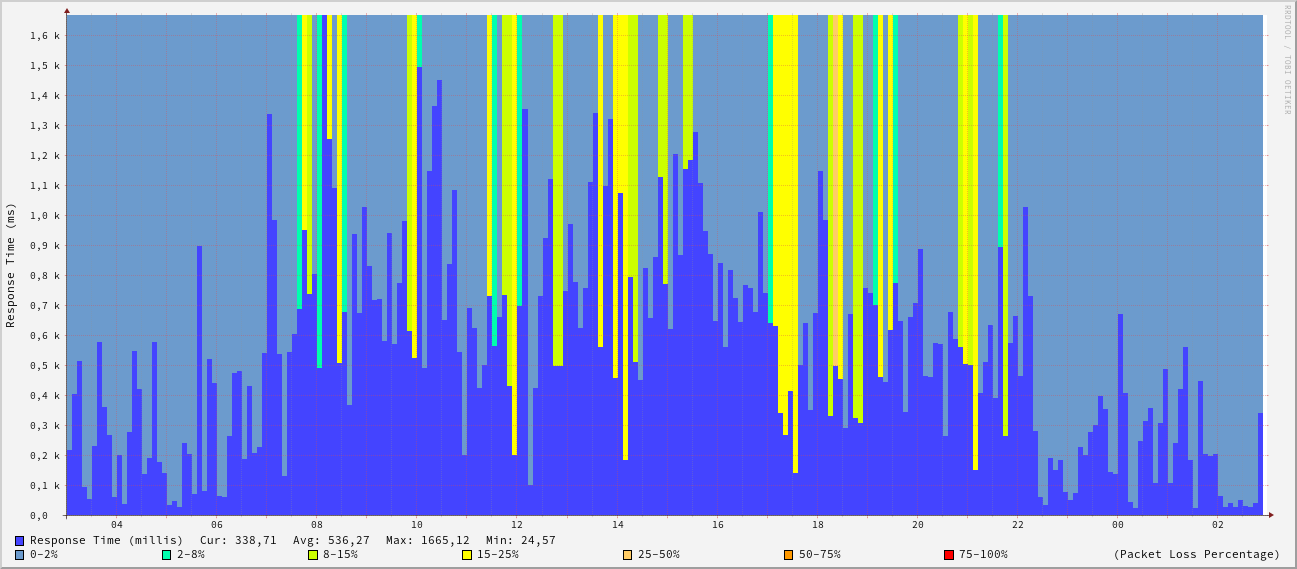 RRDTOOL / TOBI OETIKER
Response Time (ms)
1,6 k
1,5 k
1,4 k
1,3 k
1,2 k
1,1 k
1,0 k
0,9 k
0,8 k
0,7 k
0,6 k
0,5 k
0,4 k
0,3 k
0,2 k
0,1 k
0,0
04 06 08 10 12 14 16 18 20 22 00 02
Response Time (millis) Cur: 338,71 Avg: 536,27 Max: 1665,12 Min: 24,57
0-2% 2-8% 8-15% 15-25% 25-50% 50-75% 75-100% (Packet Loss Percentage)